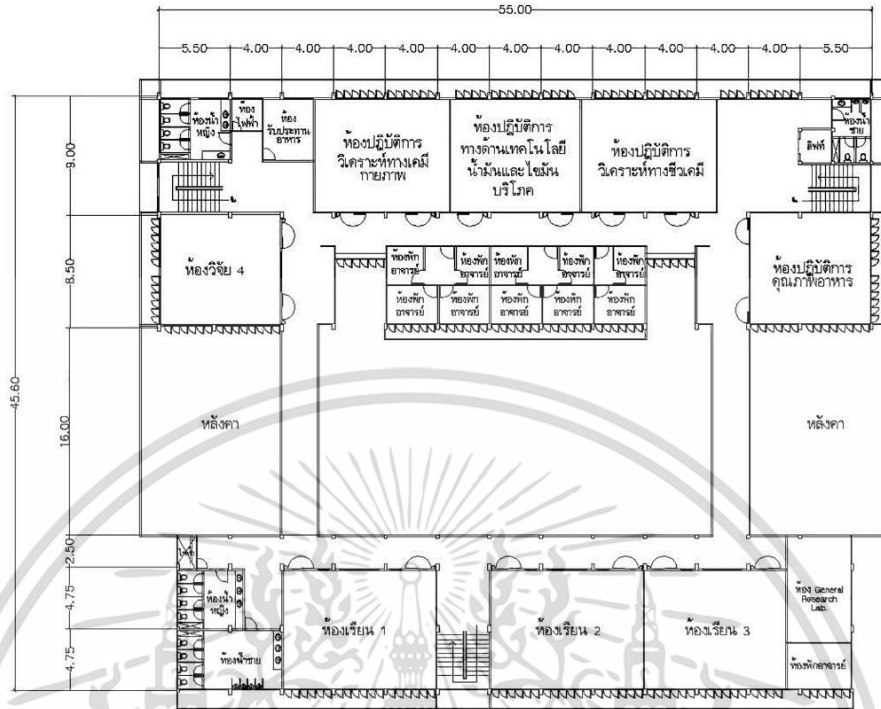 55.00
5.50 4.00 4.00 4.00 4.00 4.00 4.00 4.00 4.00 4.00 4.00 5.50
45.60
9.00
8.50
16.00
2.50
4.75
4.75
ห้องน้ำ
หญิง
ห้อง
ไฟฟ้า
ห้อง
รับประทาน
อาหาร
ห้องปฏิบัติการ
วิเคราะห์ทางเคมี
กายภาพ
ห้องปฏิบัติการ
ทางด้านเทคโนโลยี
น้ำมันและไขมัน
บริโภค
ห้องปฏิบัติการ
วิเคราะห์ทางชีวเคมี
ลิฟท์
ห้องน้ำ
ชาย
ห้องวิจัย 4
ห้องพัก
อาจารย์
ห้องพัก
อาจารย์
ห้องพัก
อาจารย์
ห้องพัก
อาจารย์
ห้องพัก
อาจารย์
ห้องพัก
อาจารย์
ห้องพัก
อาจารย์
ห้องพัก
อาจารย์
ห้องพัก
อาจารย์
ห้องพัก
อาจารย์
ห้องปฏิบัติการ
คุณภาพอาหาร
หลังคา
หลังคา
ห้องน้ำ
หญิง
ห้องน้ำชาย
ห้องเรียน 1
ห้องเรียน 2
ห้องเรียน 3
ห้อง General
Research
Lab.
ห้องพักอาจารย์